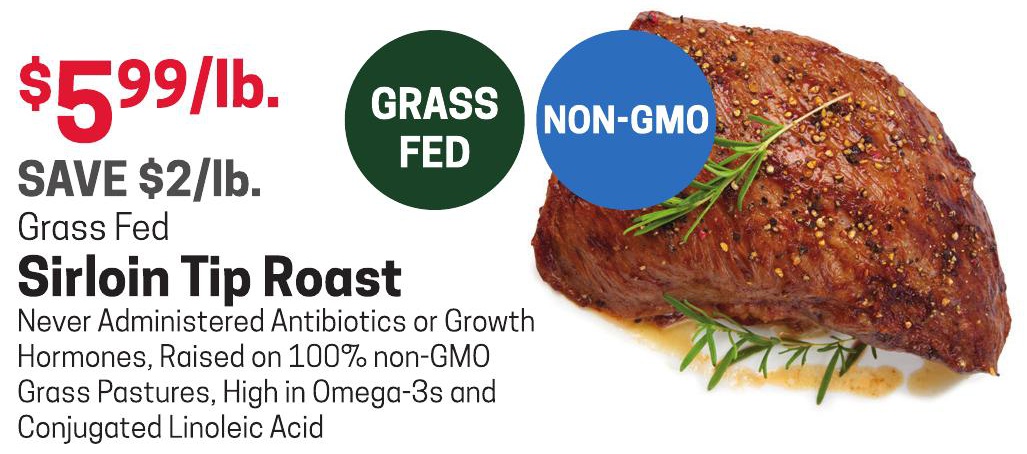 $5.99/lb.
SAVE $2/lb.
Grass Fed
Sirloin Tip Roast
Never Administered Antibiotics or Growth
Hormones, Raised on 100% non-GMO
Grass Pastures, High in Omega-3s and
Conjugated Linoleic Acid
GRASS
FED
NON-GMO